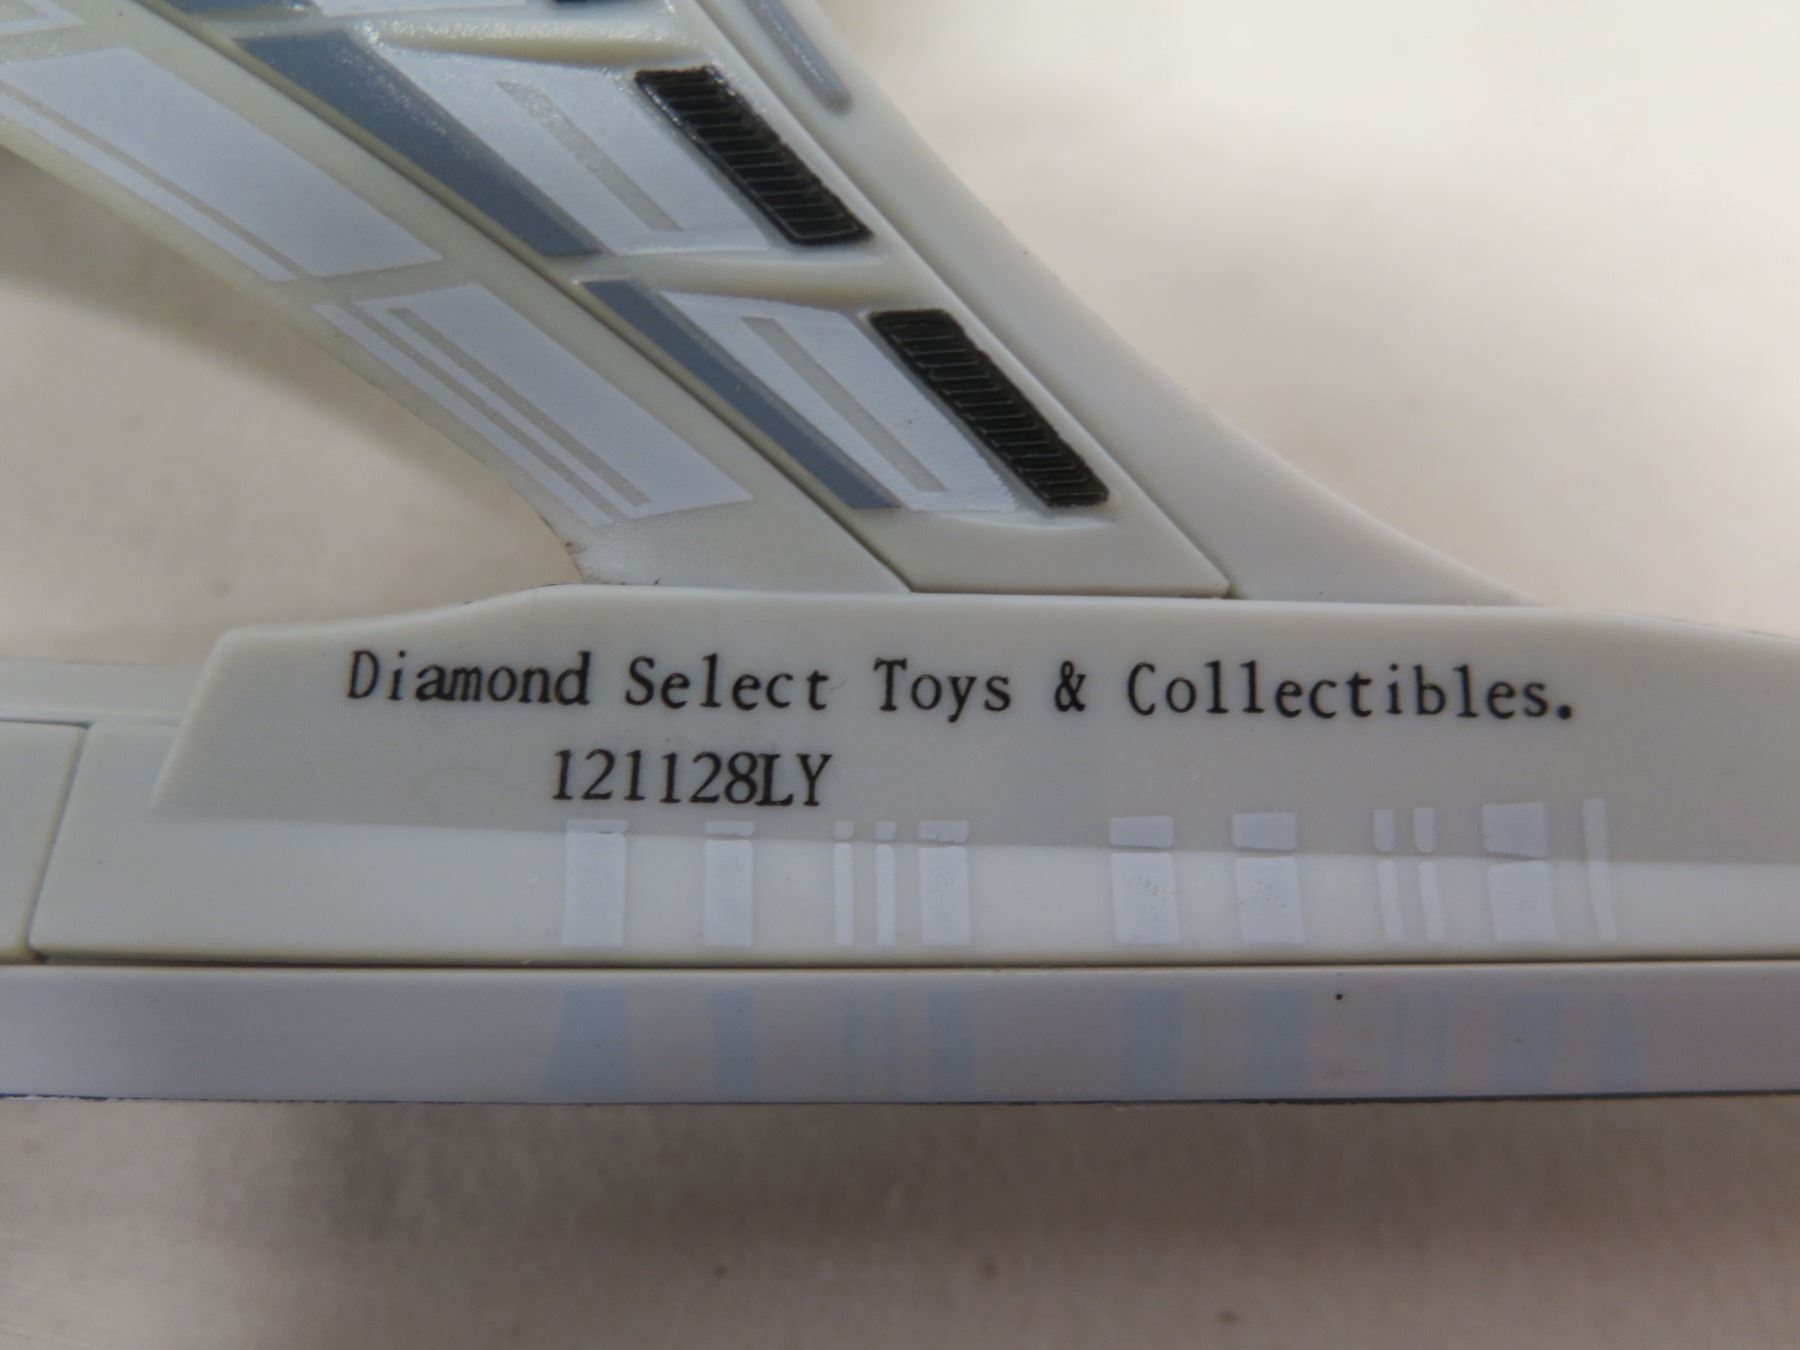 Diamond Select Toys & Collectibles.
121128LY